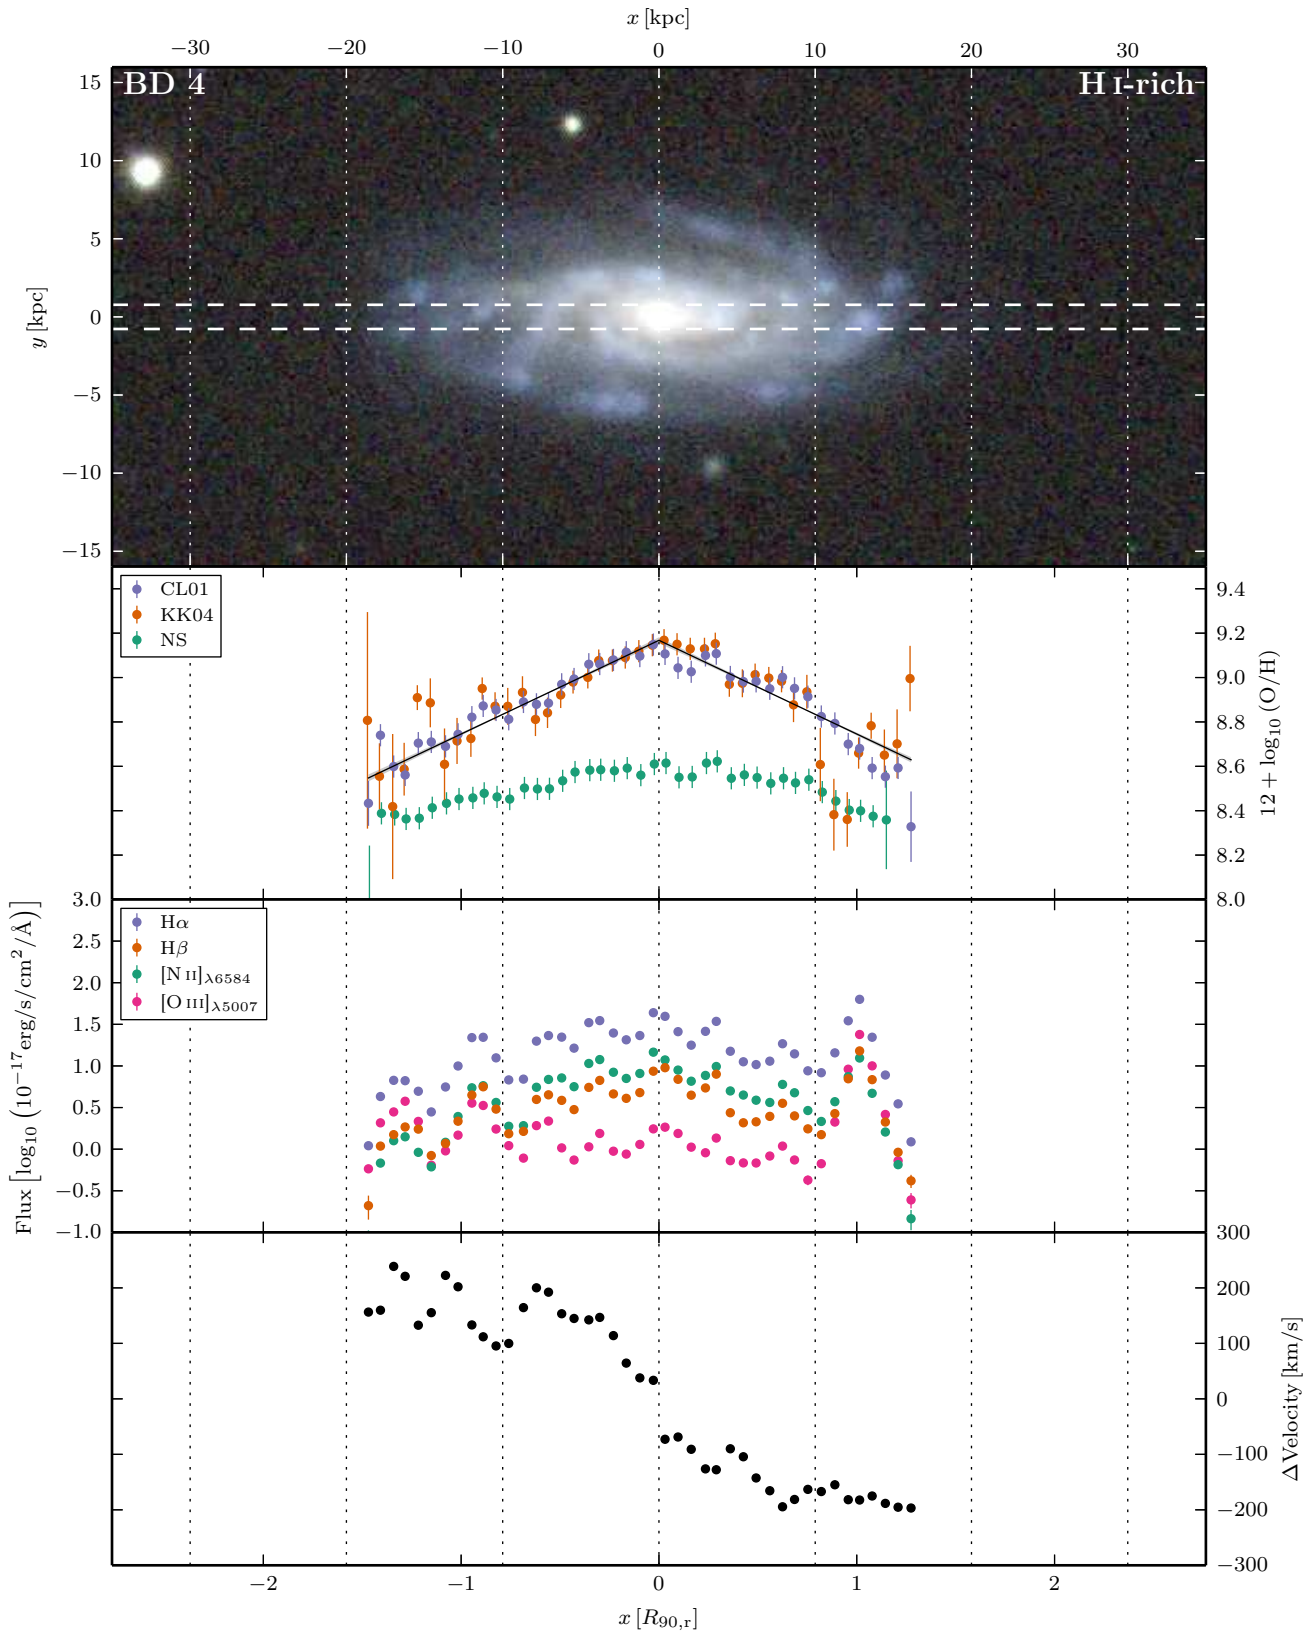 x [kpc]
−30 −20 −10 0 10 20 30
BD 4 H I-rich
15
10
5
0
−5
−10
−15
y [kpc]
CL01
KK04
NS
9.4
9.2
9.0
8.8
8.6
8.4
8.2
8.0
12 + log10 (O/H)
Hα
Hβ
[N II]λ6584
[O III]λ5007
3.0
2.5
2.0
1.5
1.0
0.5
0.0
−0.5
−1.0
Flux [log10 (10−17erg/s/cm2/Å)]
300
200
100
0
−100
−200
−300
ΔVelocity [km/s]
−2 −1 0 1 2
x [R90,r]